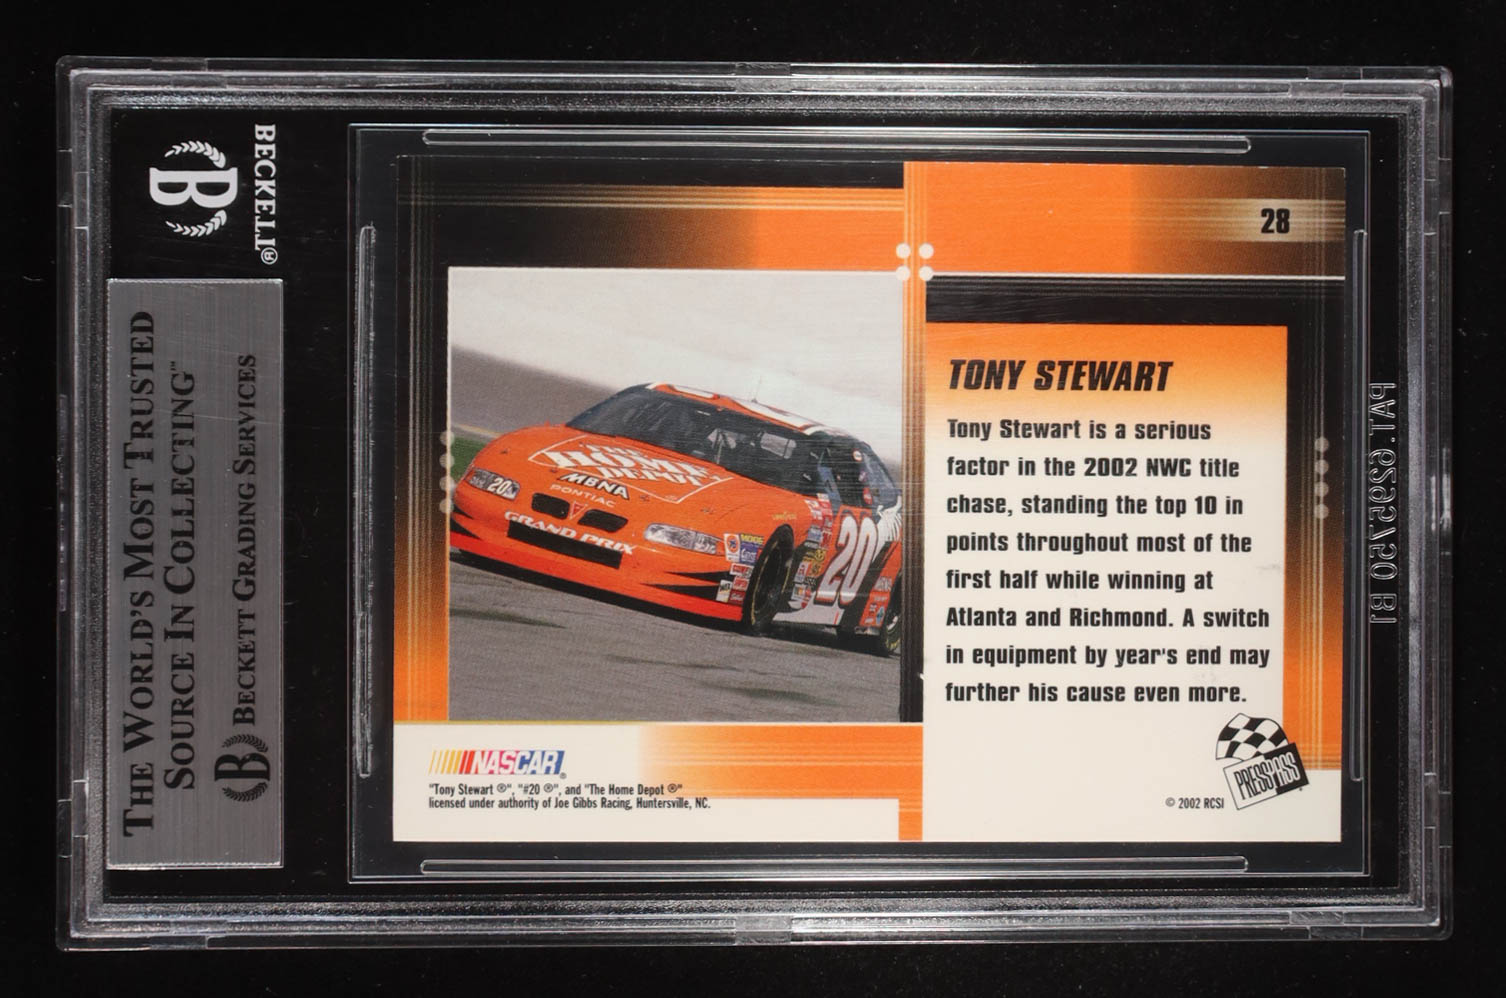 BECKETT®
B
THE WORLD'S MOST TRUSTED
SOURCE IN COLLECTING™
B BECKETT GRADING SERVICES
28
TONY STEWART
Tony Stewart is a serious
factor in the 2002 NWC title
chase, standing the top 10 in
points throughout most of the
first half while winning at
Atlanta and Richmond. A switch
in equipment by year's end may
further his cause even more.
THE
HOME
DEPOT
MBNA
PONTIAC
20
GRAND PRIX
20
NASCAR®
"Tony Stewart ®", "#20 ®", and "The Home Depot ®"
licensed under authority of Joe Gibbs Racing, Huntersville, NC.
© 2002 RCSI
PRESS PASS
PAT. 6295750 B1